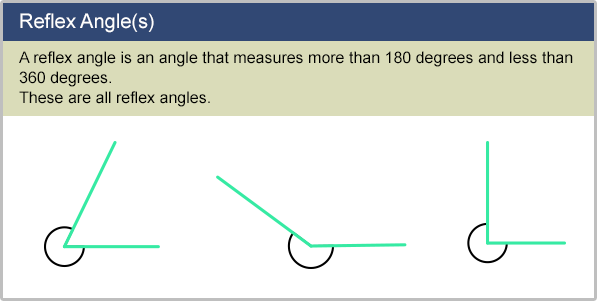 Reflex Angle(s)
A reflex angle is an angle that measures more than 180 degrees and less than
360 degrees.
These are all reflex angles.